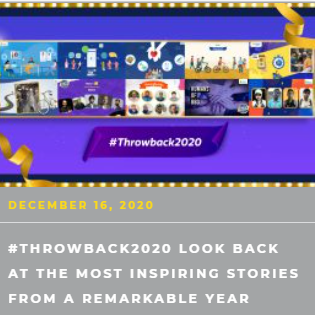 #Throwback2020
DECEMBER 16, 2020
#THROWBACK2020 LOOK BACK
AT THE MOST INSPIRING STORIES
FROM A REMARKABLE YEAR